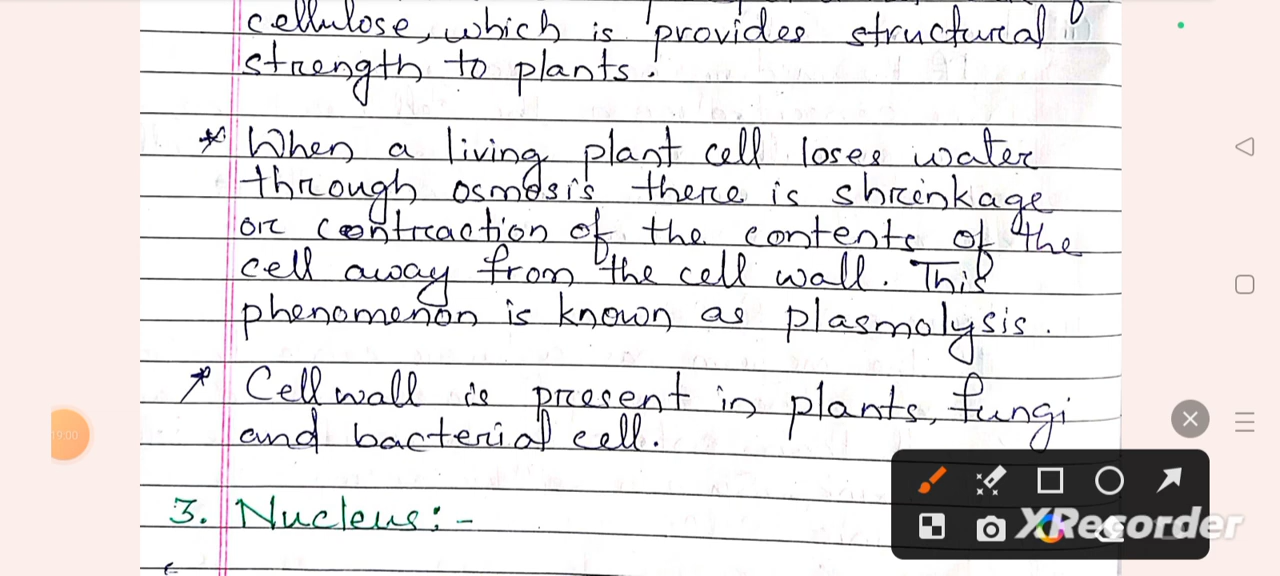 cellulose, which is provides structural
strength to plants.
* When a living plant cell loses water
through osmosis there is shrinkage
or contraction of the contents of the
cell away from the cell wall. This
phenomenon is known as plasmolysis.
* Cell wall is present in plants, fungi
and bacterial cell.
19:00
3. Nucleus:-
XRecorder